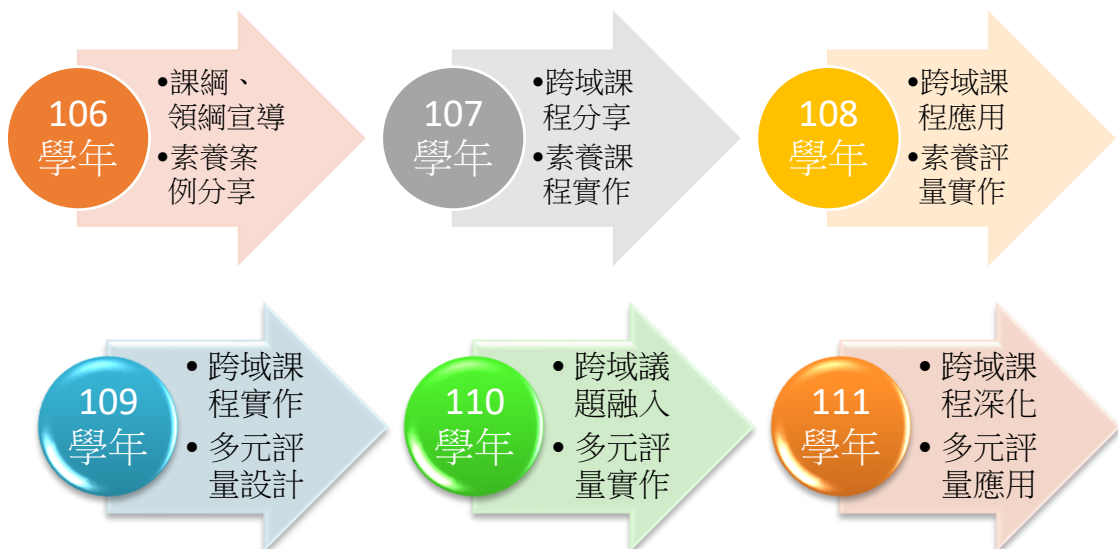 106
學年
•課綱、
領綱宣導
•素養案
例分享
107
學年
•跨域課
程分享
•素養課
程實作
108
學年
•跨域課
程應用
•素養評
量實作
109
學年
• 跨域課
程實作
• 多元評
量設計
110
學年
• 跨域議
題融入
• 多元評
量實作
111
學年
• 跨域課
程深化
• 多元評
量應用